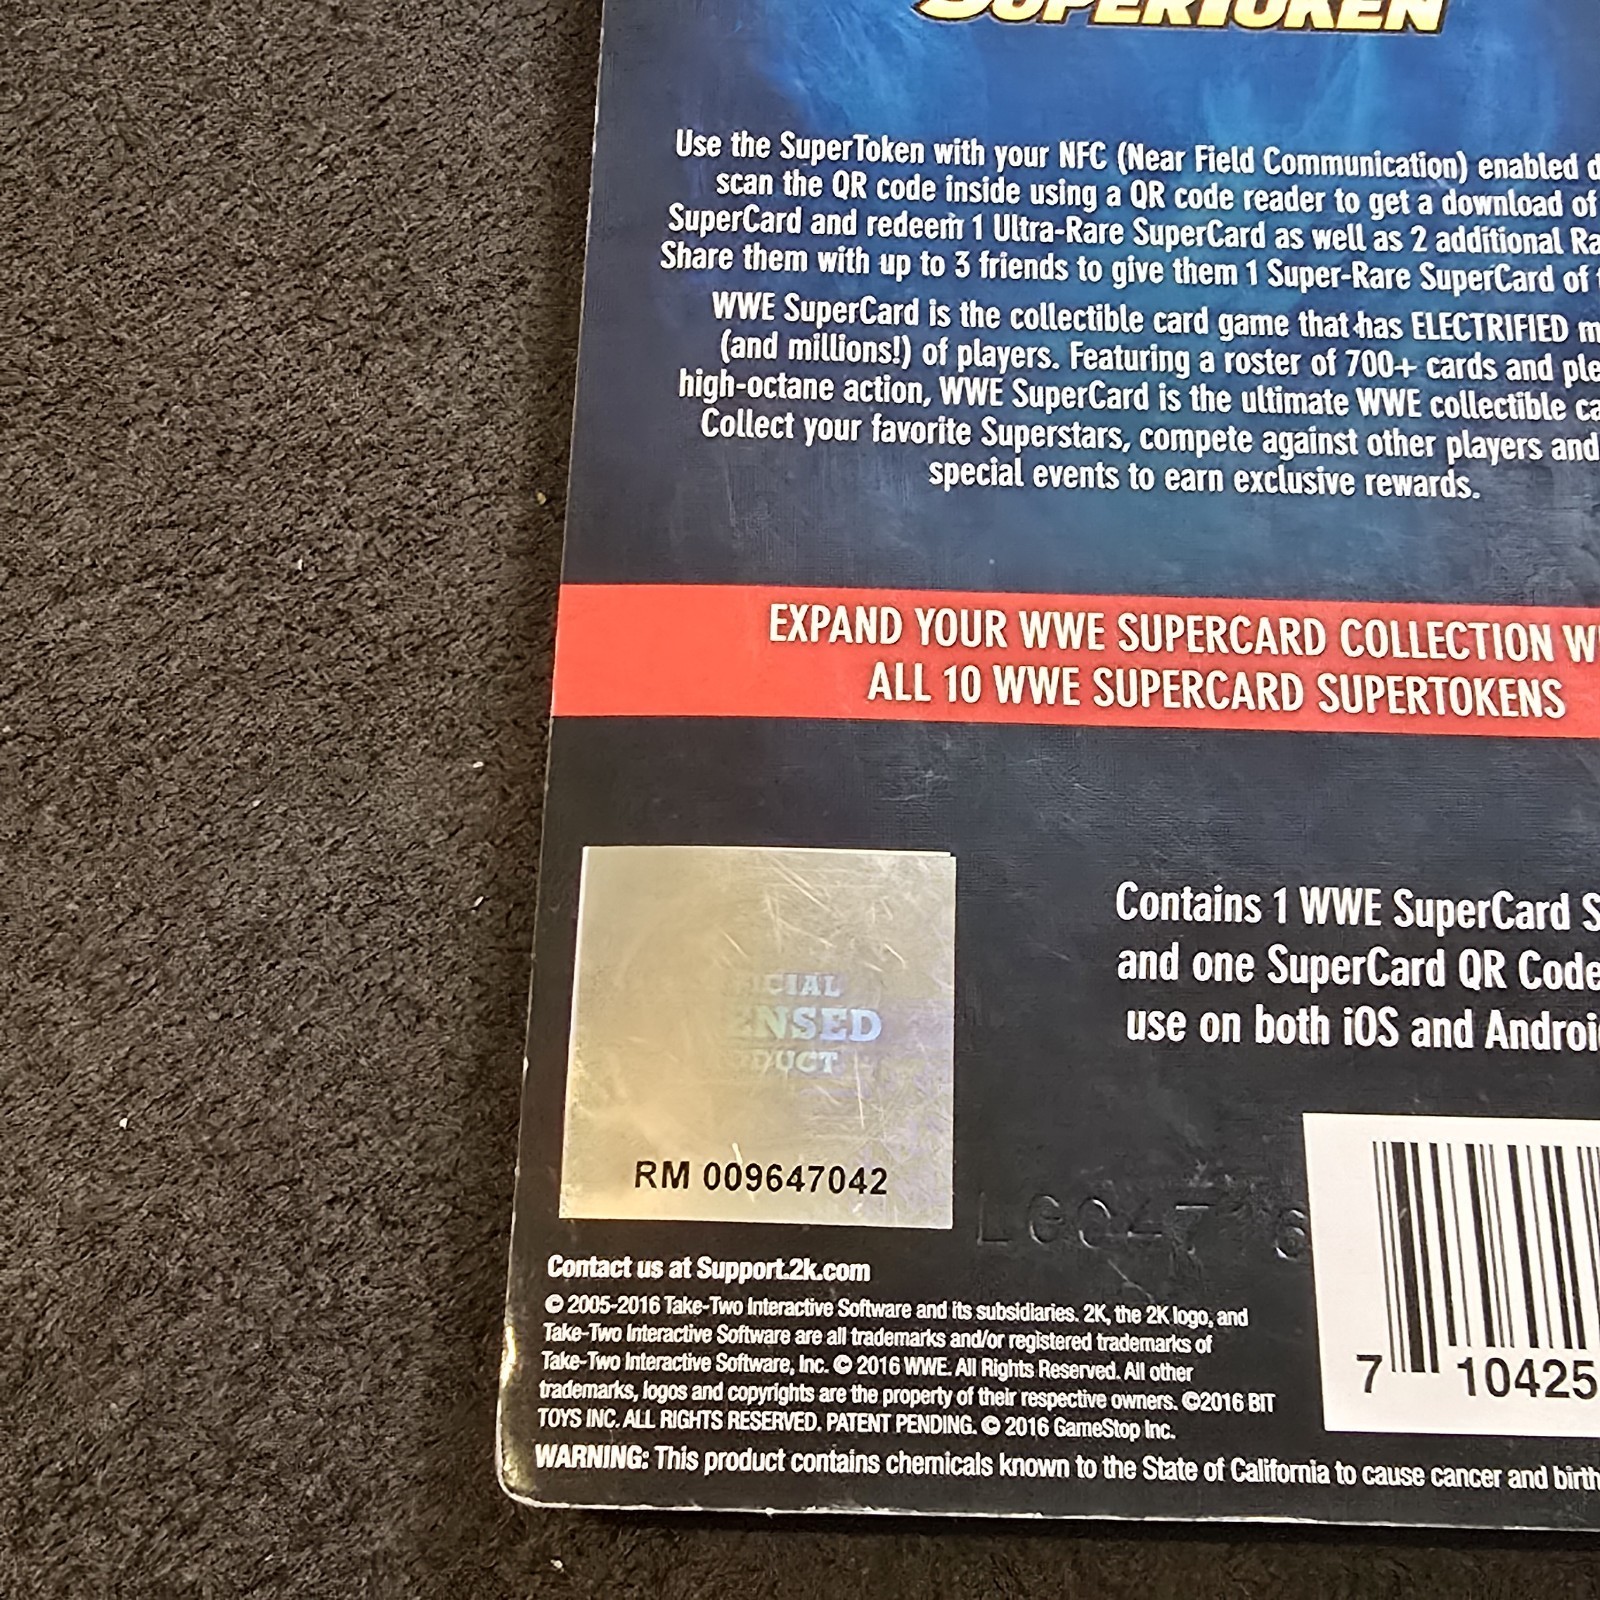 SUPERTOKEN
Use the SuperToken with your NFC (Near Field Communication) enabled
scan the QR code inside using a QR code reader to get a download of
SuperCard and redeem 1 Ultra-Rare SuperCard as well as 2 additional
Share them with up to 3 friends to give them 1 Super-Rare SuperCard of
WWE SuperCard is the collectible card game that has ELECTRIFIED
(and millions!) of players. Featuring a roster of 700+ cards and
high-octane action, WWE SuperCard is the ultimate WWE collectible
Collect your favorite Superstars, compete against other players and
special events to earn exclusive rewards.
EXPAND YOUR WWE SUPERCARD COLLECTION
ALL 10 WWE SUPERCARD SUPERTOKENS
Contains 1 WWE SuperCard
and one SuperCard QR Code
use on both iOS and
RM 009647042
Contact us at Support.2k.com
© 2005-2016 Take-Two Interactive Software and its subsidiaries. 2K, the 2K logo, and
Take-Two Interactive Software are all trademarks and/or registered trademarks of
Take-Two Interactive Software, Inc. © 2016 WWE. All Rights Reserved. All other
trademarks, logos and copyrights are the property of their respective owners. ©2016 BIT
TOYS INC. ALL RIGHTS RESERVED. PATENT PENDING. © 2016 GameStop Inc.
WARNING: This product contains chemicals known to the State of California to cause cancer and birth
7 10425